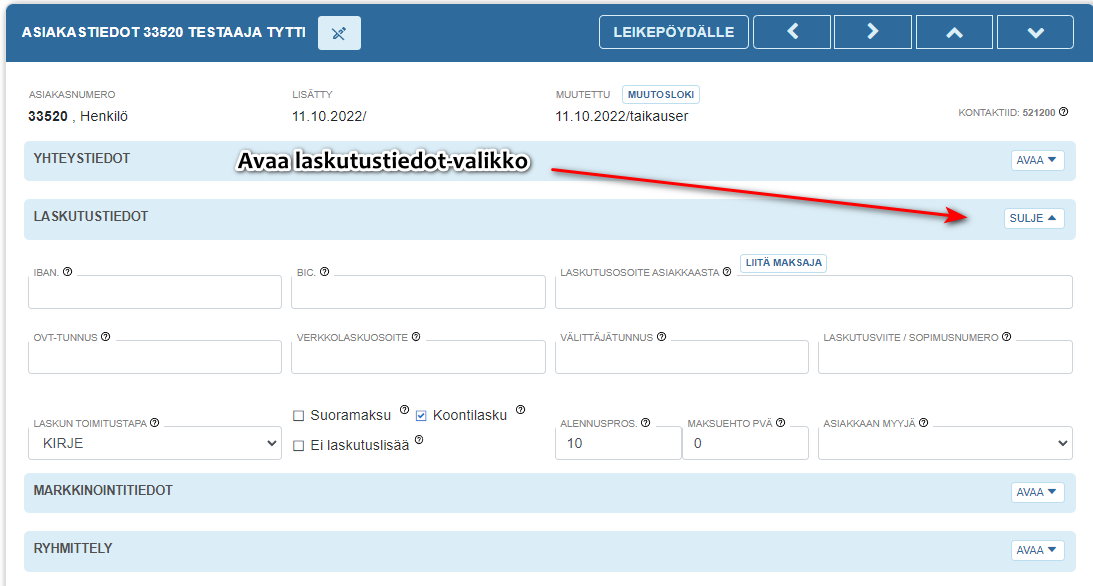 ASIAKASTIEDOT 33520 TESTAAJA TYTTI LEIKEPÖYDÄLLE
ASIAKASNUMERO LISÄTTY MUUTETTU MUUTOSLOKI
33520 , Henkilö 11.10.2022/ 11.10.2022/taikauser KONTAKTIID: 521200
YHTEYSTIEDOT Avaa laskutustiedot-valikko AVAA
LASKUTUSTIEDOT SULJE
IBAN. BIC. LASKUTUSOSOITE ASIAKKAASTA LIITÄ MAKSAJA
OVT-TUNNUS VERKKOLASKUOSOITE VÄLITTÄJÄTUNNUS LASKUTUSVIITE / SOPIMUSNUMERO
Suoramaksu Koontilasku
LASKUN TOIMITUSTAPA ALENNUSPROS. MAKSUEHTO PVÄ ASIAKKAAN MYYJÄ
KIRJE Ei laskutuslisää 10 0
MARKKINOINTITIEDOT AVAA
RYHMITTELY AVAA